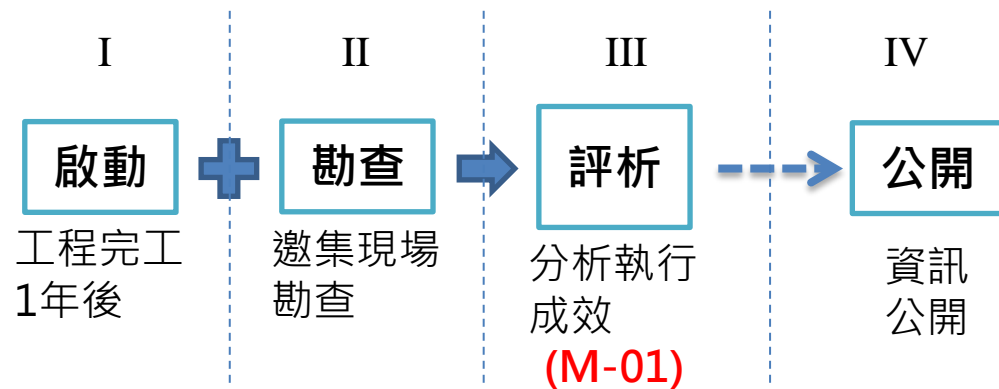 I
II
III
IV
啟動
勘查
評析
公開
工程完工
1年後
邀集現場
勘查
分析執行
成效
(M-01)
資訊
公開